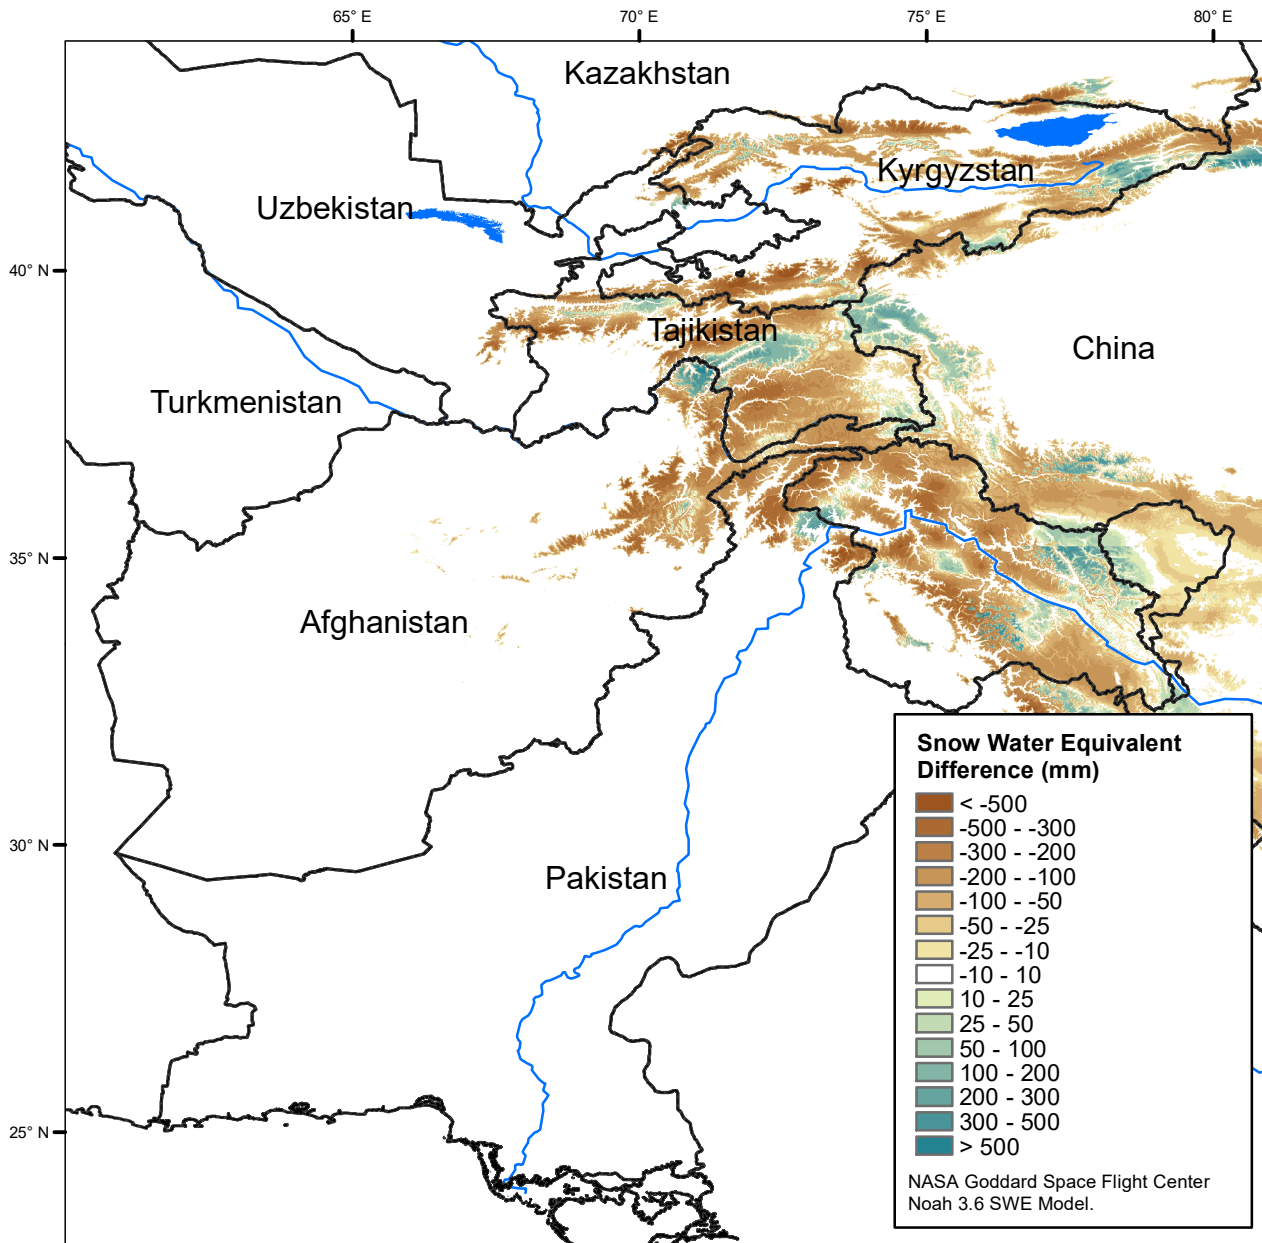 65° E
70° E
75° E
80° E
Kazakhstan
Kyrgyzstan
Uzbekistan
40° N
Tajikistan
China
Turkmenistan
35° N
Afghanistan
30° N
Pakistan
25° N
Snow Water Equivalent
Difference (mm)
< -500
-500 - -300
-300 - -200
-200 - -100
-100 - -50
-50 - -25
-25 - -10
-10 - 10
10 - 25
25 - 50
50 - 100
100 - 200
200 - 300
300 - 500
> 500
NASA Goddard Space Flight Center
Noah 3.6 SWE Model.